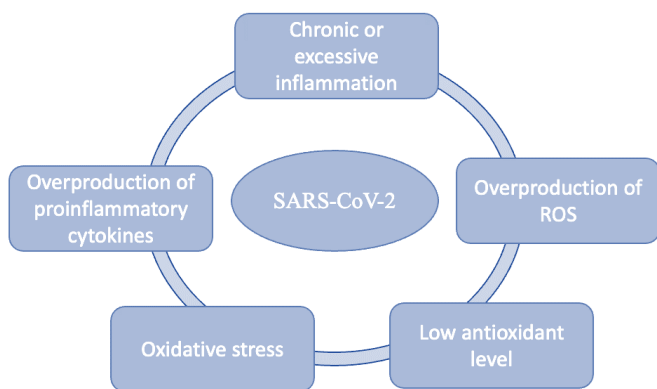 Chronic or
excessive
inflammation
Overproduction of
proinflammatory
cytokines
SARS-CoV-2
Overproduction of
ROS
Oxidative stress
Low antioxidant
level